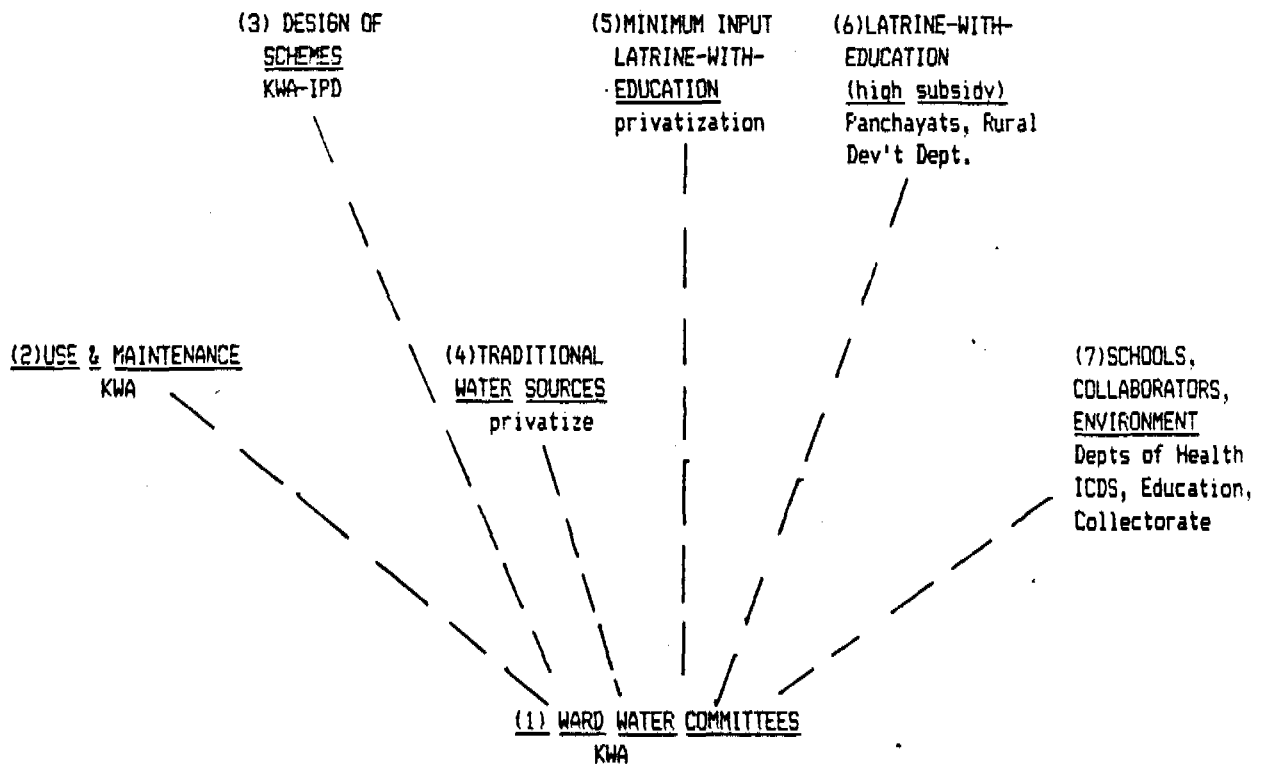 (3) DESIGN OF
SCHEMES
KWA-IPD
(5)MINIMUM INPUT
LATRINE-WITH-
EDUCATION
privatization
(6)LATRINE-WITH-
EDUCATION
(high subsidy)
Panchayats, Rural
Dev't Dept.
(2)USE & MAINTENANCE
KWA
(4)TRADITIONAL
WATER SOURCES
privatize
(7)SCHOOLS,
COLLABORATORS,
ENVIRONMENT
Depts of Health
ICDS, Education,
Collectorate
(1) WARD WATER COMMITTEES
KWA